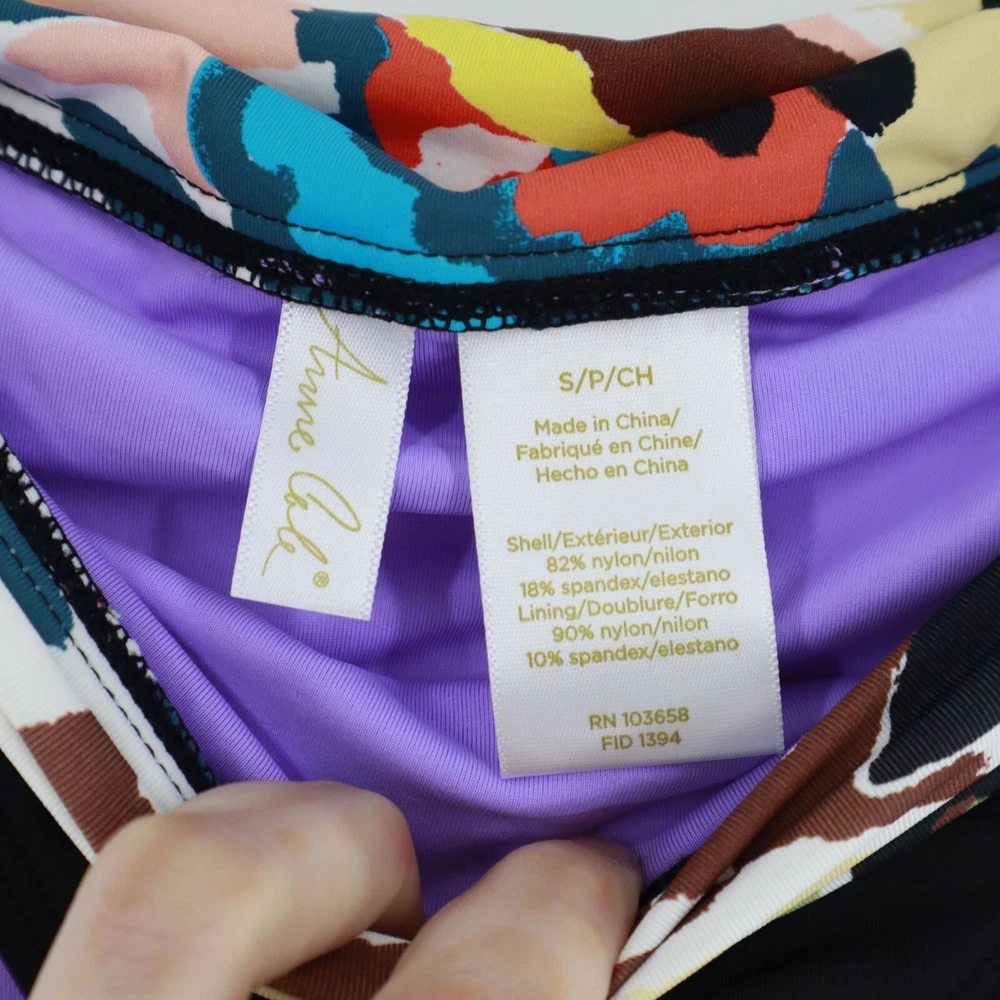 Anne Cole®
S/P/CH
Made in China/
Fabriqué en Chine/
Hecho en China
Shell/Extérieur/Exterior
82% nylon/nilon
18% spandex/elestano
Lining/Doublure/Forro
90% nylon/nilon
10% spandex/elestano
RN 103658
FID 1394